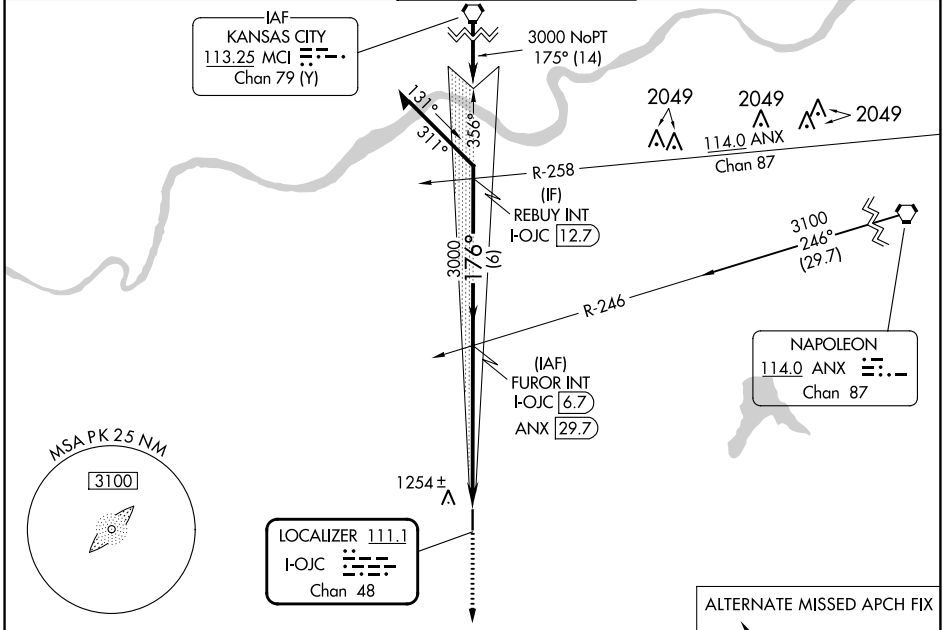 IAF
KANSAS CITY
113.25 MCI
Chan 79 (Y)
3000 NoPT
175° (14)
131°
311°
356°
2049
2049
2049
114.0 ANX
Chan 87
R-258
(IF)
REBUY INT
I-OJC 12.7
3000
176°
(6)
3100
246°
(29.7)
R-246
NAPOLEON
114.0 ANX
Chan 87
(IAF)
FUROR INT
I-OJC 6.7
ANX 29.7
MSA PK 25 NM
3100
1254±
LOCALIZER 111.1
I-OJC
Chan 48
ALTERNATE MISSED APCH FIX